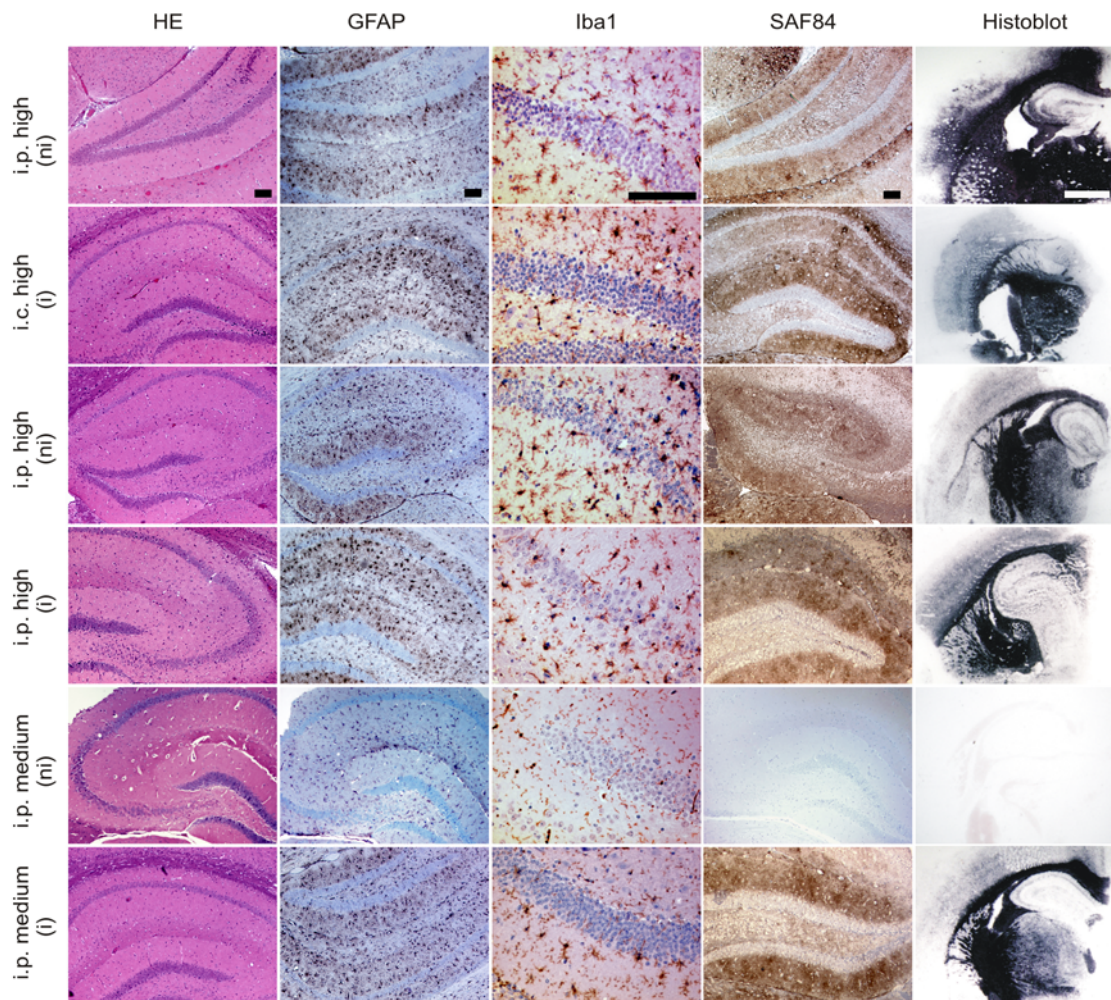 HE GFAP Iba1 SAF84 Histoblot
i.p. high
(ni)
i.c. high
(i)
i.p. high
(ni)
i.p. high
(i)
i.p. medium
(ni)
i.p. medium
(i)